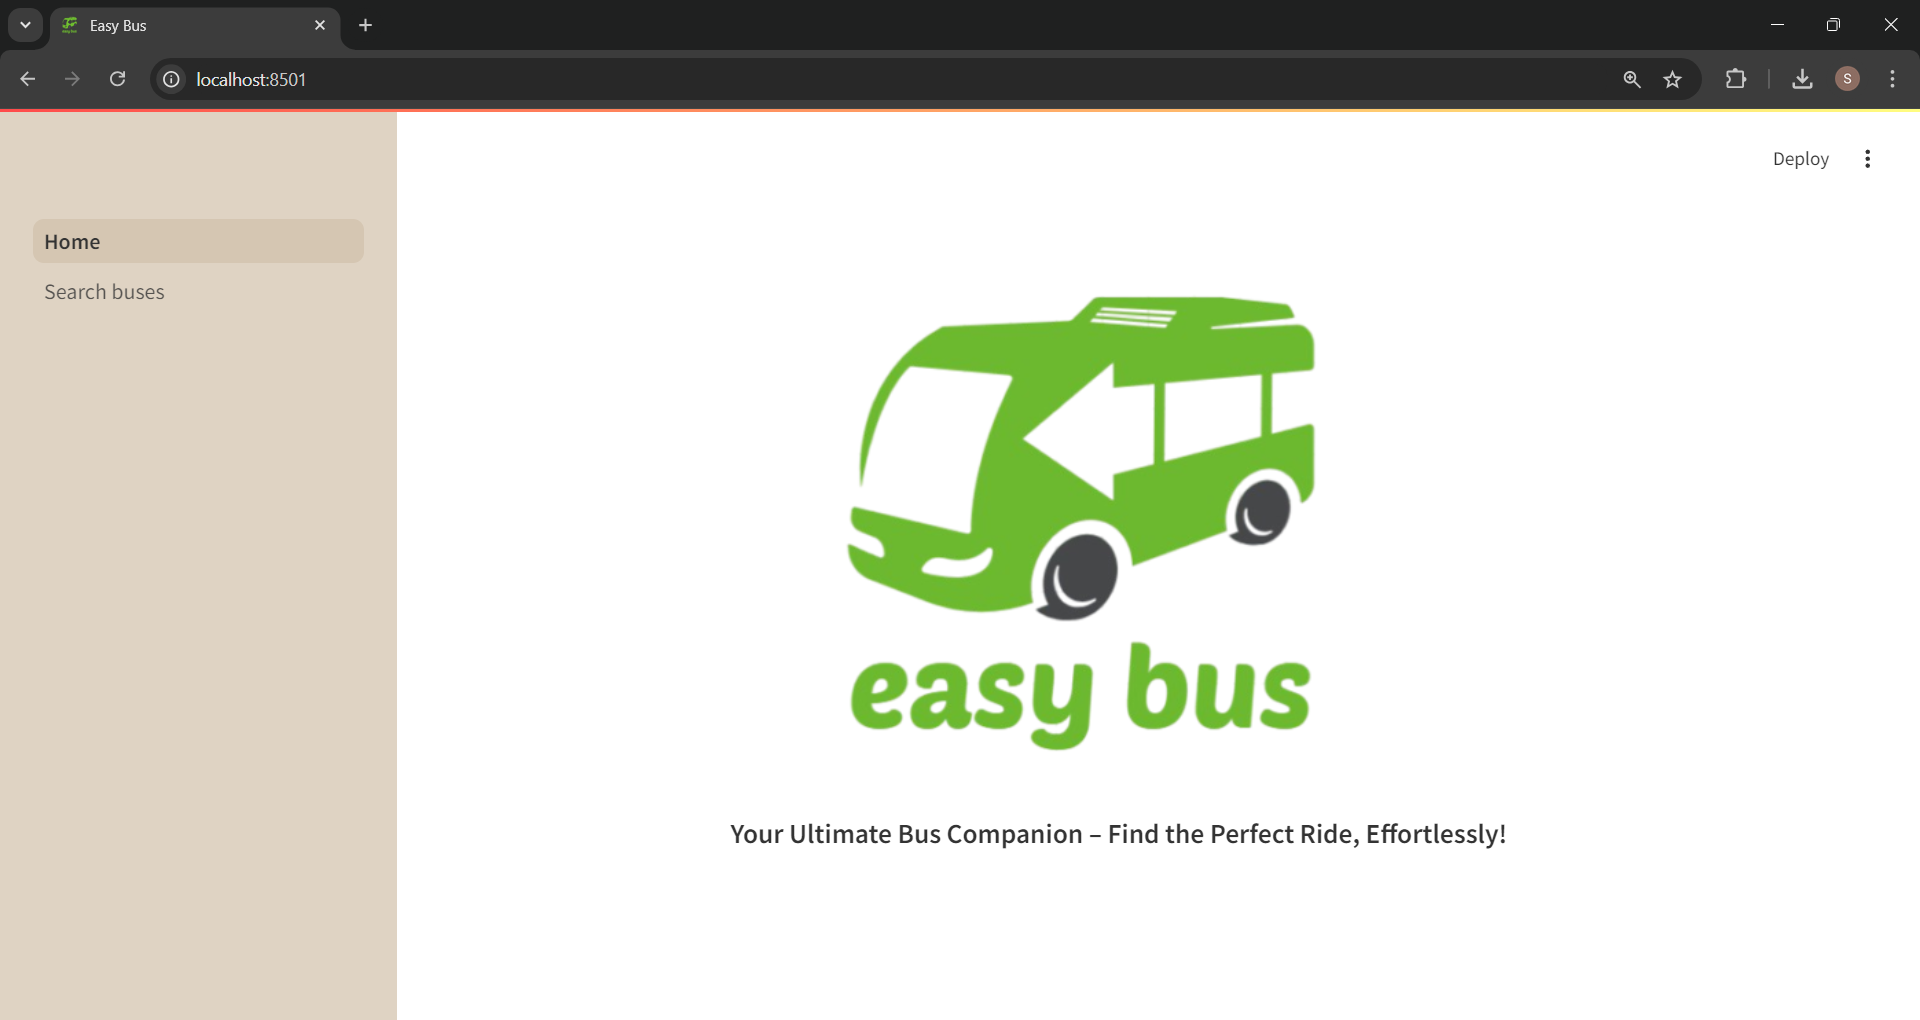 Easy Bus
localhost:8501
S
Deploy
Home
Search buses
easy bus
Your Ultimate Bus Companion – Find the Perfect Ride, Effortlessly!